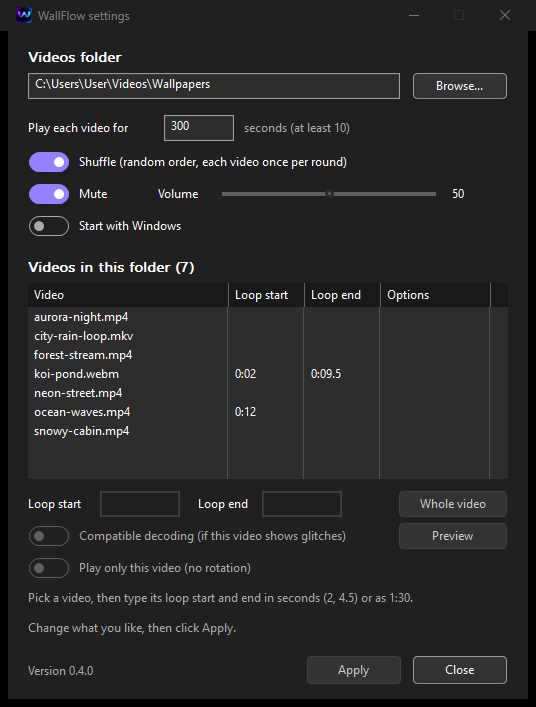 WallFlow settings
Videos folder
C:\Users\User\Videos\Wallpapers Browse...
Play each video for 300 seconds (at least 10)
Shuffle (random order, each video once per round)
Mute Volume 50
Start with Windows
Videos in this folder (7)
Video Loop start Loop end Options
aurora-night.mp4
city-rain-loop.mkv
forest-stream.mp4
koi-pond.webm 0:02 0:09.5
neon-street.mp4
ocean-waves.mp4 0:12
snowy-cabin.mp4
Loop start Loop end Whole video
Compatible decoding (if this video shows glitches) Preview
Play only this video (no rotation)
Pick a video, then type its loop start and end in seconds (2, 4.5) or as 1:30.
Change what you like, then click Apply.
Version 0.4.0 Apply Close